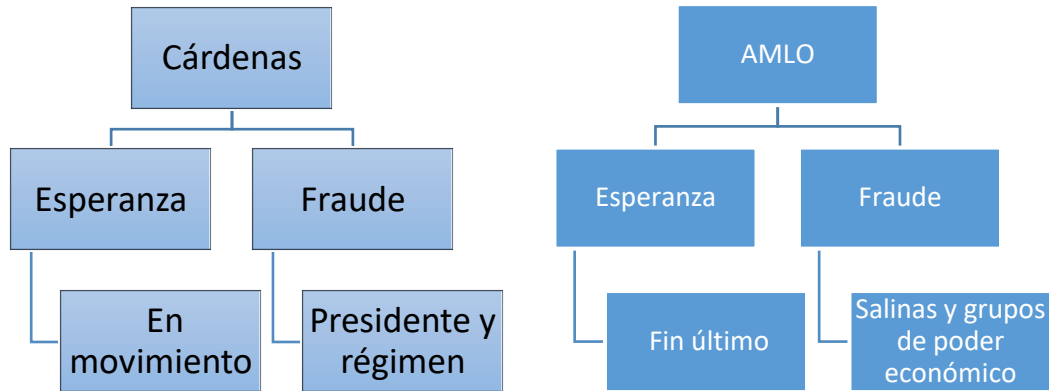 Cárdenas
Esperanza
Fraude
En
movimiento
Presidente y
régimen
AMLO
Esperanza
Fraude
Fin último
Salinas y grupos
de poder
económico